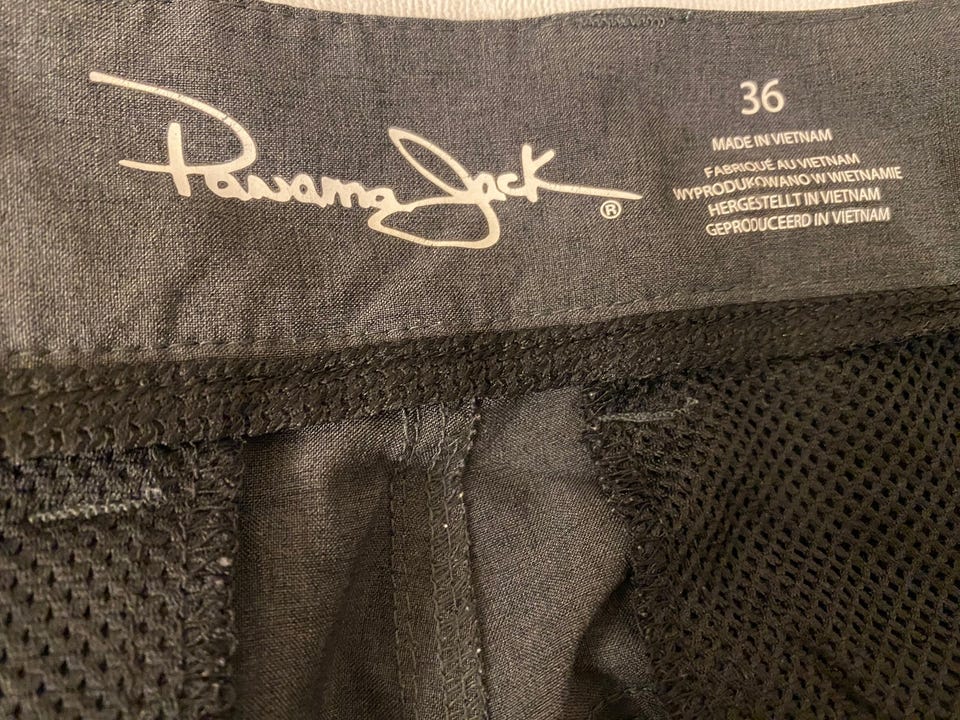 Panama Jack®
36
MADE IN VIETNAM
FABRIQUÉ AU VIETNAM
WYPRODUKOWANO W WIETNAMIE
HERGESTELLT IN VIETNAM
GEPRODUCEERD IN VIETNAM